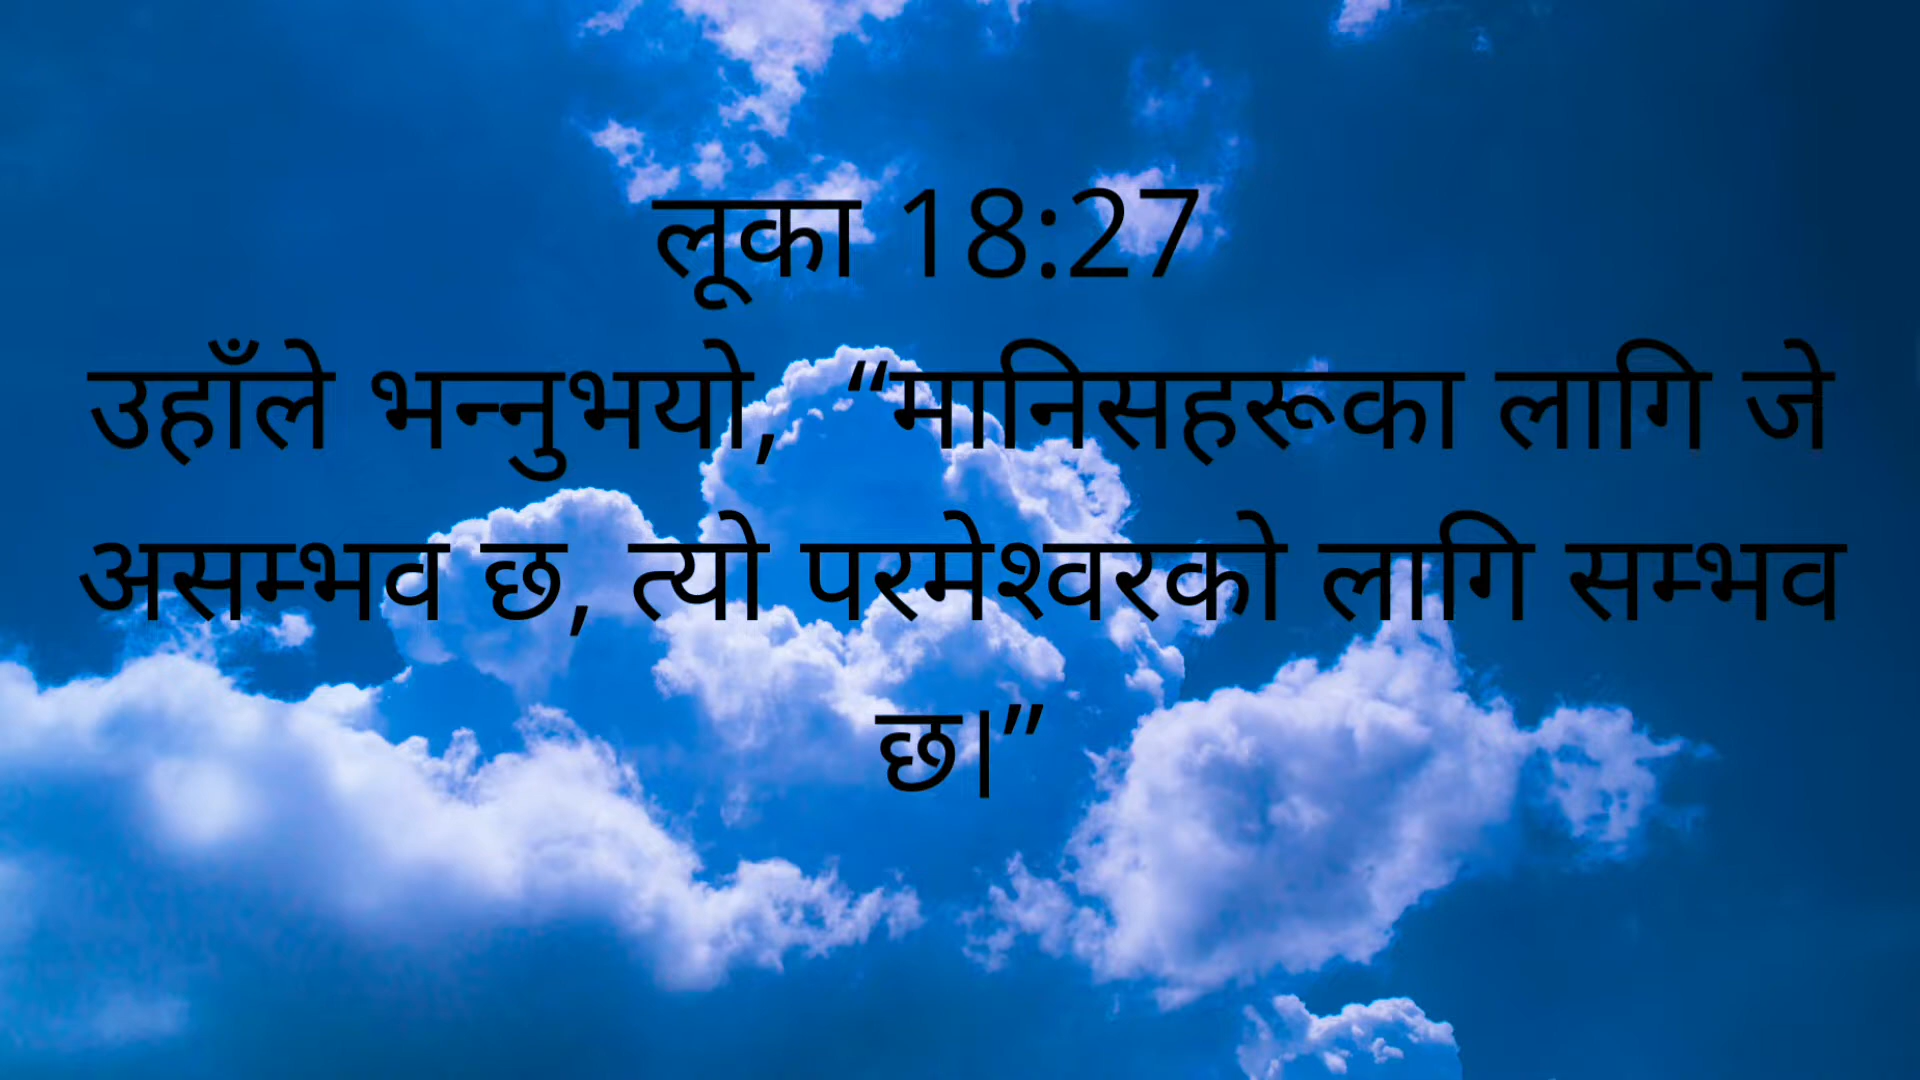 लूका 18:27
उहाँले भन्नुभयो, “मानिसहरूका लागि जे
असम्भव छ, त्यो परमेश्वरको लागि सम्भव
छ।”